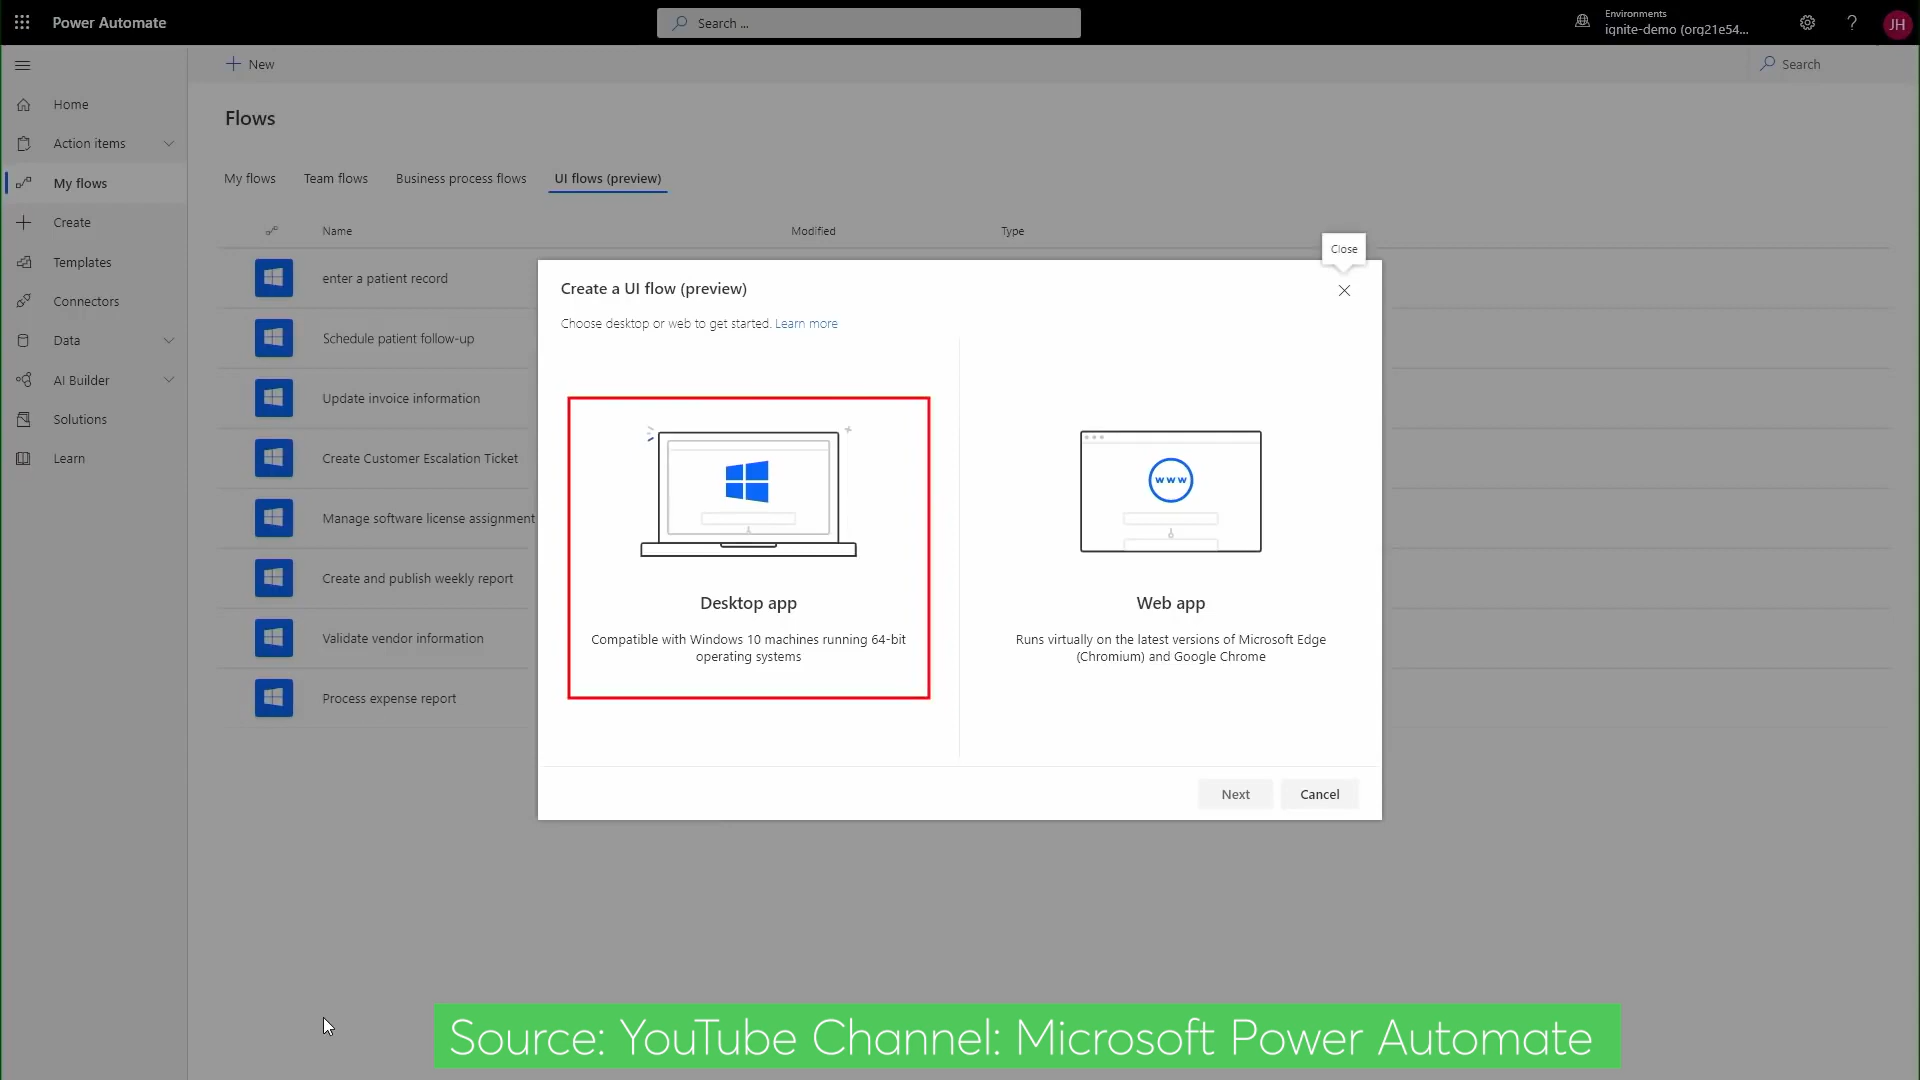 Power Automate
Search ...
Environments
ignite-demo (org21e54...
?
JH
New
Search
Home
Action items
My flows
Create
Templates
Connectors
Data
AI Builder
Solutions
Learn
Flows
My flows
Team flows
Business process flows
UI flows (preview)
Name
Modified
Type
enter a patient record
Schedule patient follow-up
Update invoice information
Create Customer Escalation Ticket
Manage software license assignment
Create and publish weekly report
Validate vendor information
Process expense report
Close
Create a UI flow (preview)
Choose desktop or web to get started. Learn more
Desktop app
Compatible with Windows 10 machines running 64-bit
operating systems
www
Web app
Runs virtually on the latest versions of Microsoft Edge
(Chromium) and Google Chrome
Next
Cancel
Source: YouTube Channel: Microsoft Power Automate